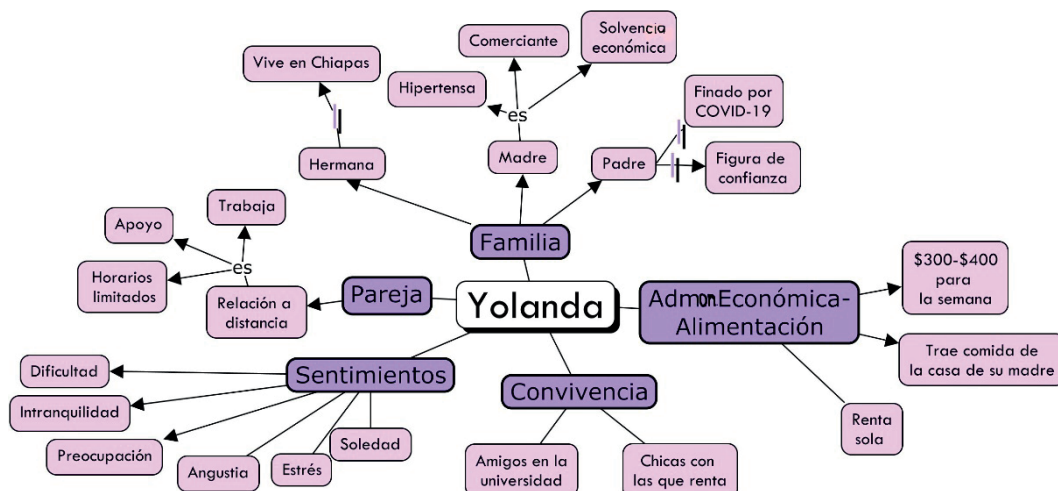 Solvencia
económica
Comerciante
Vive en Chiapas
Hipertensa
es
Finado por
COVID-19
Madre
Padre
Figura de
confianza
Hermana
Trabaja
Apoyo
es
Horarios
limitados
Relación a
distancia
Familia
Pareja
Yolanda
Admon.Económica-
Alimentación
$300-$400
para
la semana
Trae comida de
la casa de su madre
Renta
sola
Sentimientos
Dificultad
Intranquilidad
Preocupación
Angustia
Estrés
Soledad
Convivencia
Amigos en la
universidad
Chicas con
las que renta